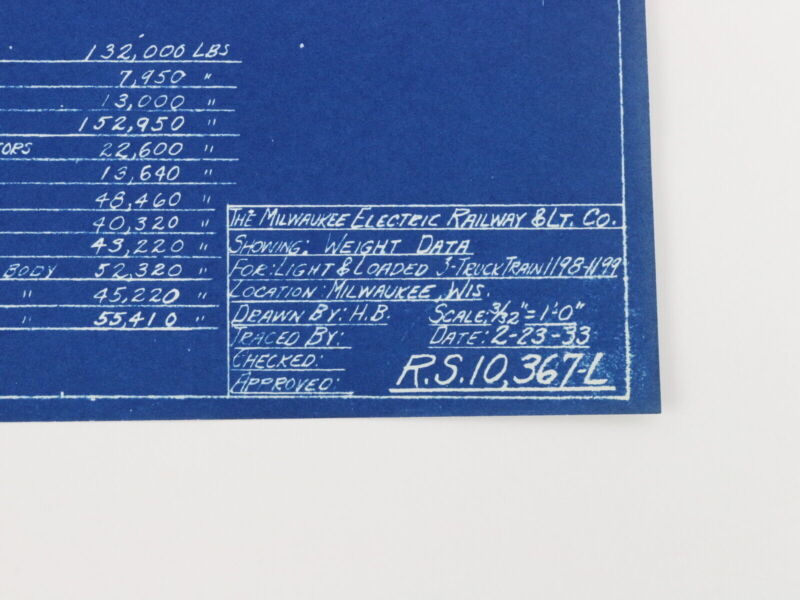 132,000 LBS
7,950 "
13,000 "
152,950 "
TORS 22,600 "
13,640 "
48,460 "
40,320 "
43,220 "
BODY 52,320 "
" 45,220 "
" 55,410 "
THE MILWAUKEE ELECTRIC RAILWAY & LT. CO.
SHOWING: WEIGHT DATA
FOR: LIGHT & LOADED 3-TRUCK TRAIN 1198-1199
LOCATION: MILWAUKEE, WIS.
DRAWN BY: H.B. SCALE: 3/32" = 1'-0"
TRACED BY: DATE: 2-23-33
CHECKED:
APPROVED:
R.S. 10,367-L